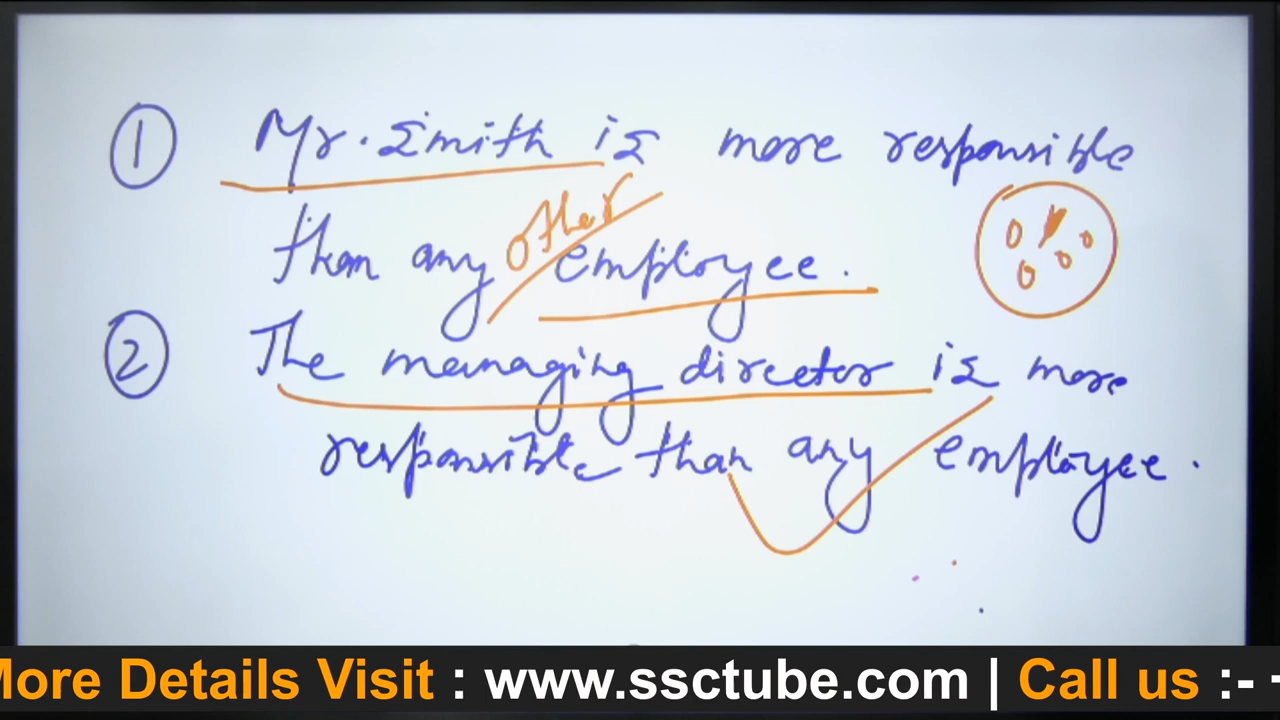 ① Mr. Smith is more responsible
other
than any employee.
② The managing director is more
responsible than any employee.
More Details Visit : www.ssctube.com | Call us :- +